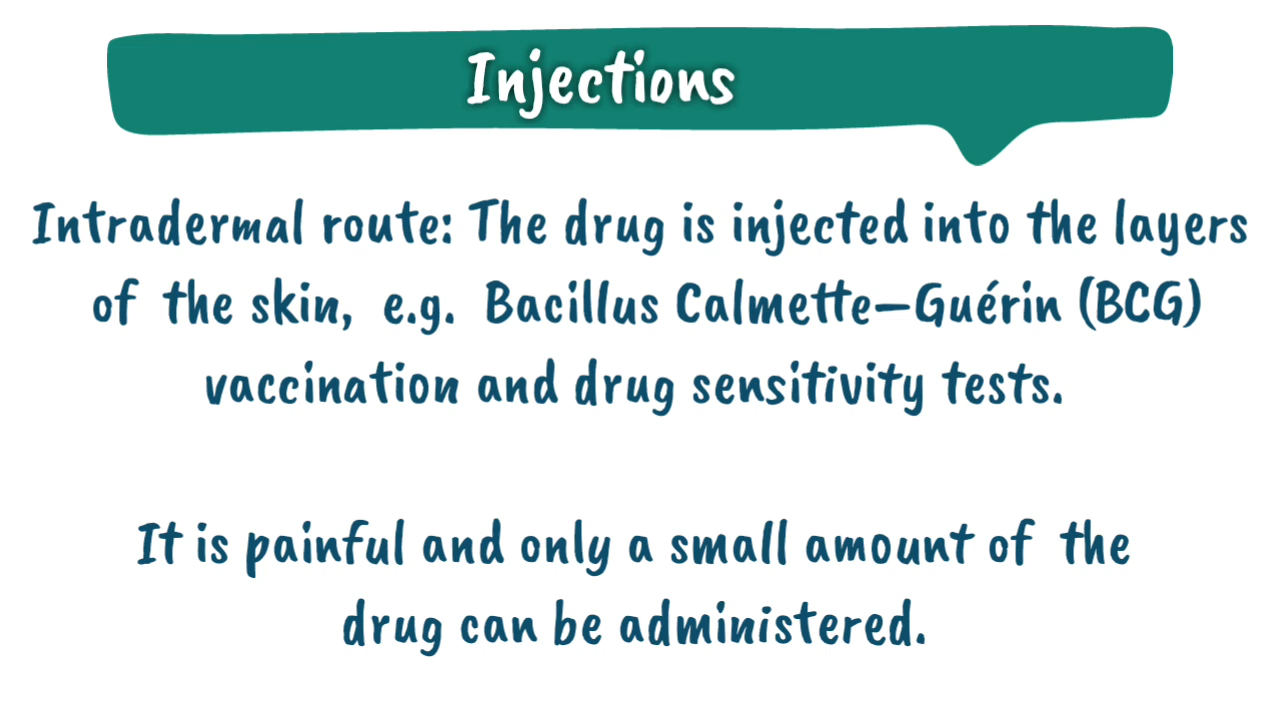 Injections
Intradermal route: The drug is injected into the layers
of the skin, e.g. Bacillus Calmette–Guérin (BCG)
vaccination and drug sensitivity tests.
It is painful and only a small amount of the
drug can be administered.